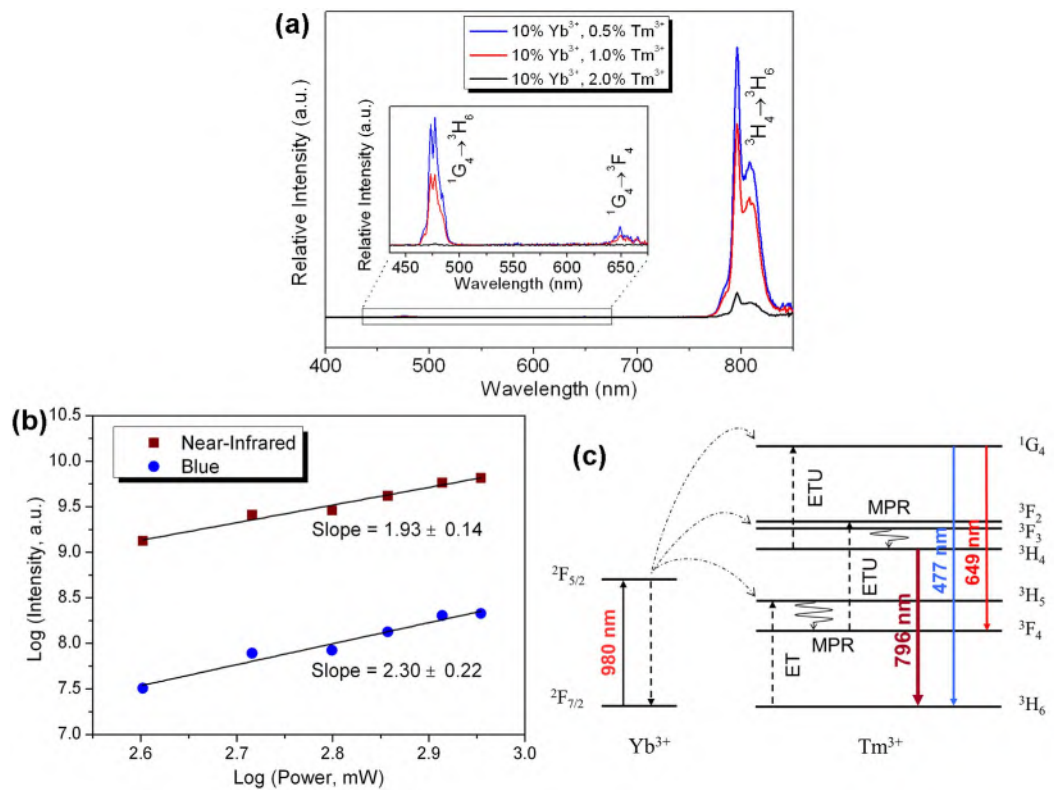 (a)
10% Yb³⁺, 0.5% Tm³⁺
10% Yb³⁺, 1.0% Tm³⁺
10% Yb³⁺, 2.0% Tm³⁺
Relative Intensity (a.u.)
³H₄→³H₆
Relative Intensity (a.u.)
¹G₄→³H₆
¹G₄→³F₄
450 500 550 600 650
Wavelength (nm)
400 500 600 700 800
Wavelength (nm)
(b)
10.5
10.0
9.5
9.0
8.5
8.0
7.5
7.0
Log (Intensity, a.u.)
Near-Infrared
Blue
Slope = 1.93 ± 0.14
Slope = 2.30 ± 0.22
2.6 2.7 2.8 2.9 3.0
Log (Power, mW)
(c)
²F₅/₂
980 nm
²F₇/₂
Yb³⁺
ETU
MPR
ETU
MPR
ET
796 nm
477 nm
649 nm
¹G₄
³F₂
³F₃
³H₄
³H₅
³F₄
³H₆
Tm³⁺